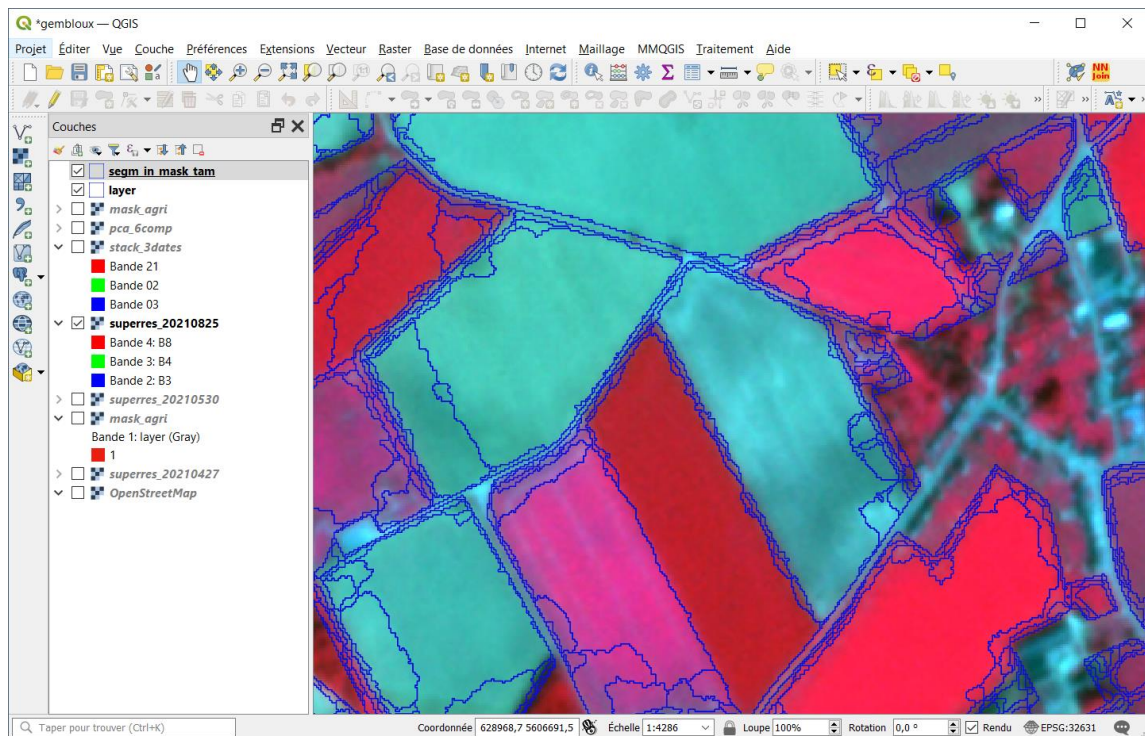 *gembloux — QGIS
Projet Éditer Vue Couche Préférences Extensions Vecteur Raster Base de données Internet Maillage MMQGIS Traitement Aide
NN
Join
Couches
segm_in_mask_tam
layer
mask_agri
pca_6comp
stack_3dates
Bande 21
Bande 02
Bande 03
superres_20210825
Bande 4: B8
Bande 3: B4
Bande 2: B3
superres_20210530
mask_agri
Bande 1: layer (Gray)
1
superres_20210427
OpenStreetMap
Taper pour trouver (Ctrl+K) Coordonnée 628968,7 5606691,5 Échelle 1:4286 Loupe 100% Rotation 0,0 ° Rendu EPSG:32631